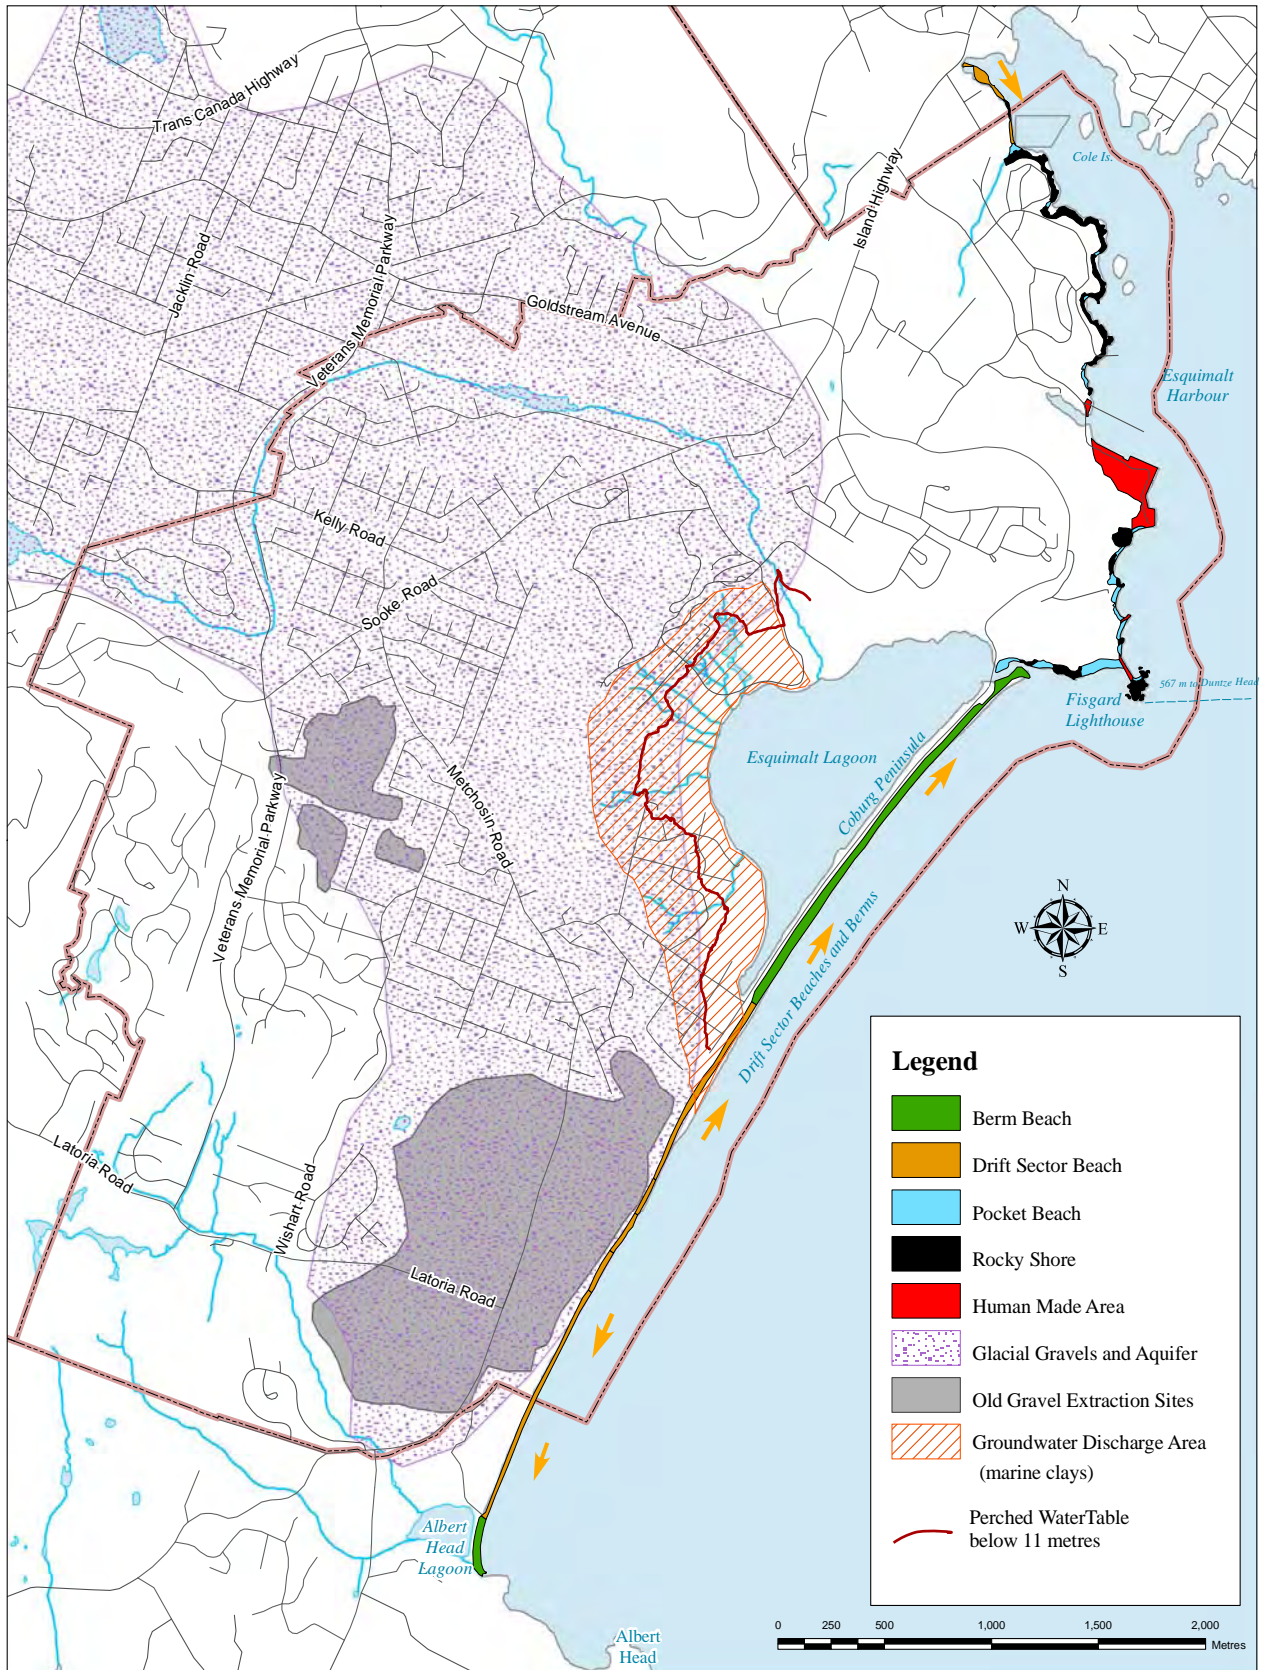 Trans Canada Highway
Cole Is.
Island Highway
Jacklin Road
Veterans Memorial Parkway
Goldstream Avenue
Esquimalt
Harbour
Kelly Road
Sooke Road
567 m to Duntze Head
Fisgard
Lighthouse
Esquimalt Lagoon
Coburg Peninsula
Metchosin Road
Veterans Memorial Parkway
Drift Sector Beaches and Berms
N
W
E
S
Latoria Road
Wishart Road
Latoria Road
Albert
Head
Lagoon
Albert
Head
Legend
Berm Beach
Drift Sector Beach
Pocket Beach
Rocky Shore
Human Made Area
Glacial Gravels and Aquifer
Old Gravel Extraction Sites
Groundwater Discharge Area
(marine clays)
Perched WaterTable
below 11 metres
0 250 500 1,000 1,500 2,000
Metres